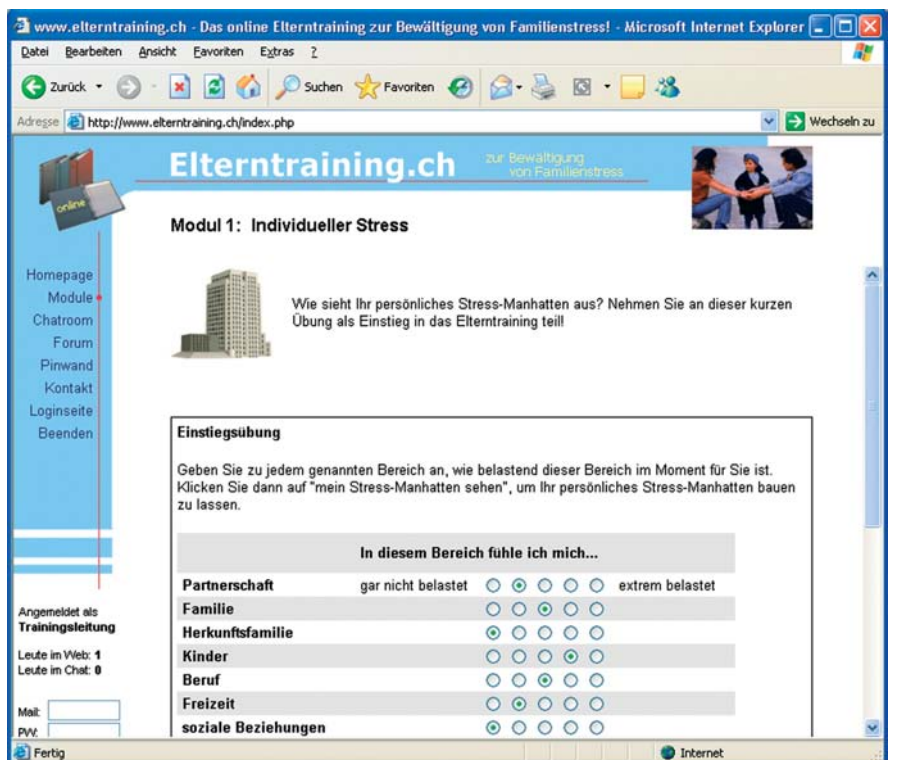 www.elterntraining.ch - Das online Elterntraining zur Bewältigung von Familienstress! - Microsoft Internet Explorer
Datei Bearbeiten Ansicht Favoriten Extras ?
Zurück Suchen Favoriten
Adresse http://www.elterntraining.ch/index.php Wechseln zu
online
Elterntraining.ch
zur Bewältigung
von Familienstress
Modul 1: Individueller Stress
Homepage
Module
Chatroom
Forum
Pinwand
Kontakt
Loginseite
Beenden
Angemeldet als
Trainingsleitung
Leute im Web: 1
Leute im Chat: 0
Mail:
PW:
Wie sieht Ihr persönliches Stress-Manhatten aus? Nehmen Sie an dieser kurzen
Übung als Einstieg in das Elterntraining teil!
Einstiegsübung
Geben Sie zu jedem genannten Bereich an, wie belastend dieser Bereich im Moment für Sie ist.
Klicken Sie dann auf "mein Stress-Manhatten sehen", um Ihr persönliches Stress-Manhatten bauen
zu lassen.
In diesem Bereich fühle ich mich...
Partnerschaft gar nicht belastet extrem belastet
Familie
Herkunftsfamilie
Kinder
Beruf
Freizeit
soziale Beziehungen
Fertig Internet